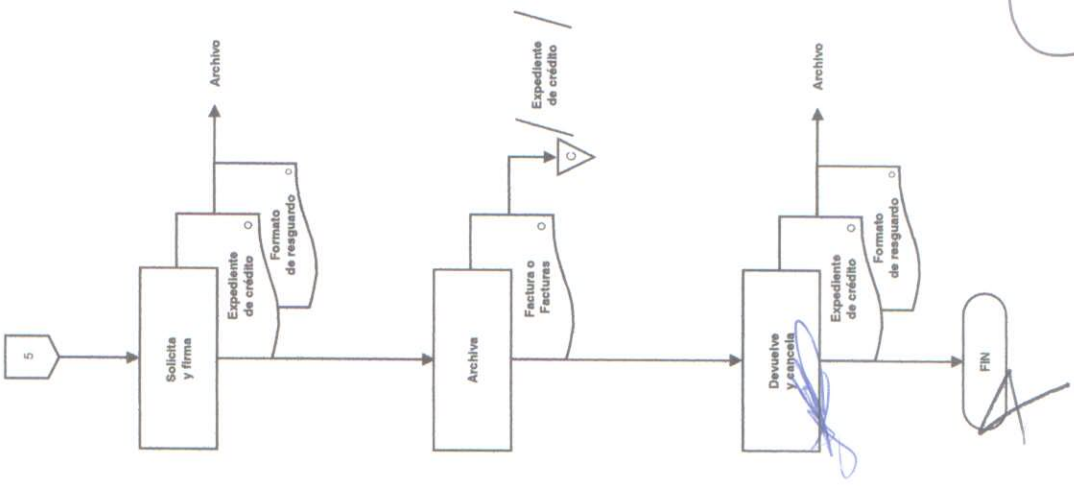 5
Solicita
y firma
Expediente
de crédito
O
Formato
de resguardo
O
Archivo
Archiva
Factura o
Facturas
O
C
Expediente
de crédito
Devuelve
y cancela
Expediente
de crédito
O
Formato
de resguardo
O
Archivo
FIN